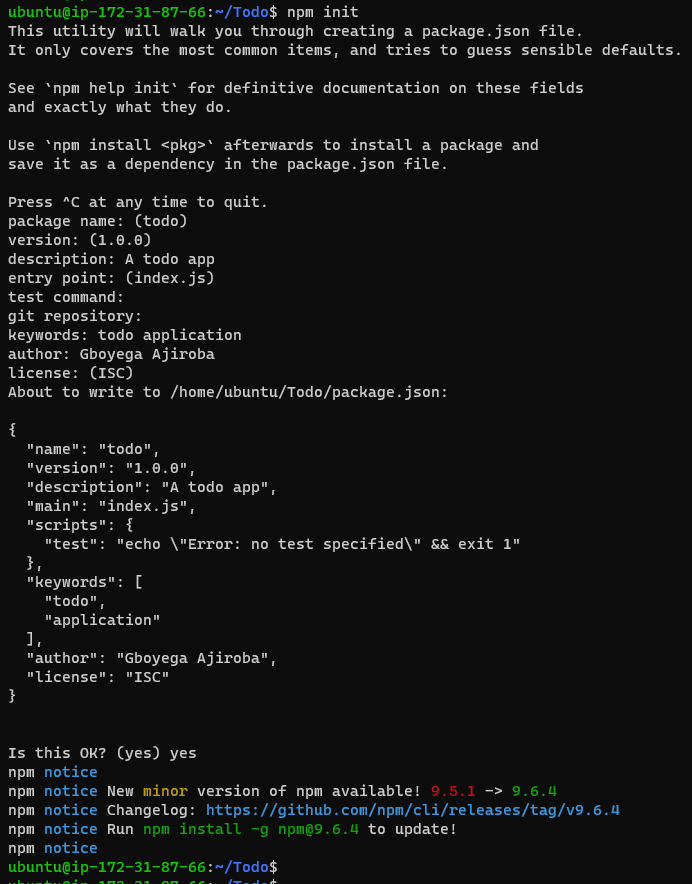 ubuntu@ip-172-31-87-66:~/Todo$ npm init
This utility will walk you through creating a package.json file.
It only covers the most common items, and tries to guess sensible defaults.
See `npm help init` for definitive documentation on these fields
and exactly what they do.
Use `npm install <pkg>` afterwards to install a package and
save it as a dependency in the package.json file.
Press ^C at any time to quit.
package name: (todo)
version: (1.0.0)
description: A todo app
entry point: (index.js)
test command:
git repository:
keywords: todo application
author: Gboyega Ajiroba
license: (ISC)
About to write to /home/ubuntu/Todo/package.json:
{
  "name": "todo",
  "version": "1.0.0",
  "description": "A todo app",
  "main": "index.js",
  "scripts": {
    "test": "echo \"Error: no test specified\" && exit 1"
  },
  "keywords": [
    "todo",
    "application"
  ],
  "author": "Gboyega Ajiroba",
  "license": "ISC"
}
Is this OK? (yes) yes
npm notice
npm notice New minor version of npm available! 9.5.1 -> 9.6.4
npm notice Changelog: https://github.com/npm/cli/releases/tag/v9.6.4
npm notice Run npm install -g npm@9.6.4 to update!
npm notice
ubuntu@ip-172-31-87-66:~/Todo$